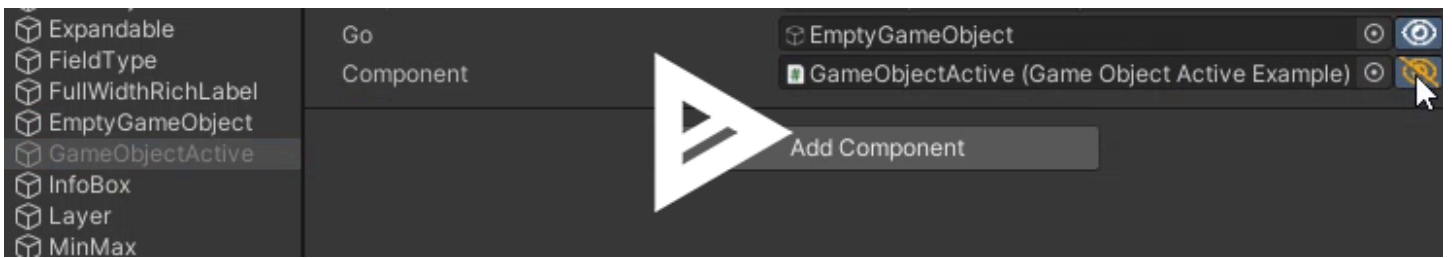 Expandable
FieldType
FullWidthRichLabel
EmptyGameObject
GameObjectActive
InfoBox
Layer
MinMax
Go
EmptyGameObject
Component
GameObjectActive (Game Object Active Example)
Add Component